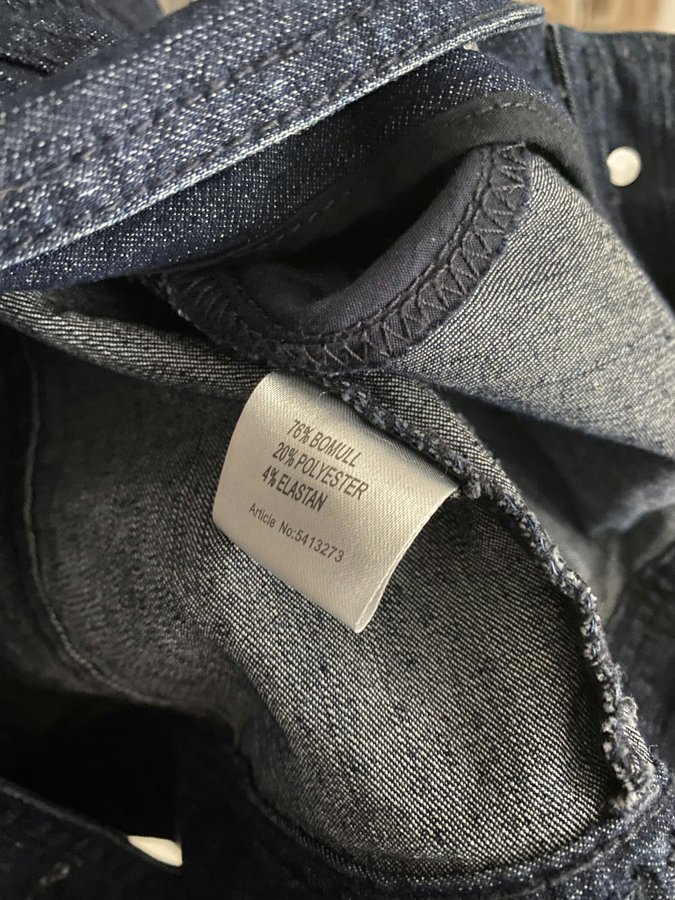 76% BOMULL
20% POLYESTER
4% ELASTAN
Article No:5413273